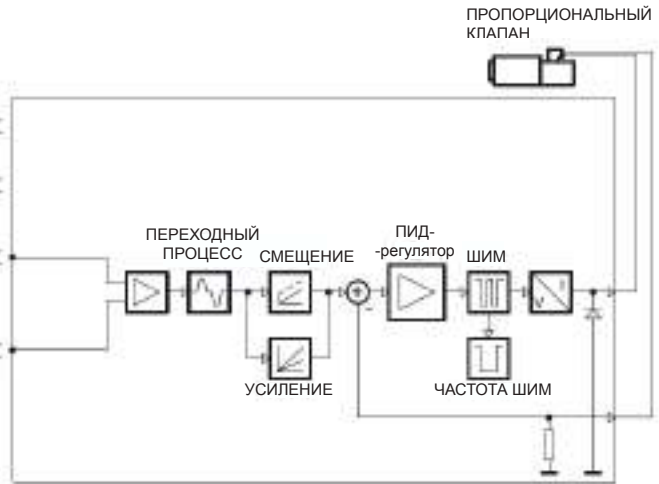 ПРОПОРЦИОНАЛЬНЫЙ
КЛАПАН
ПЕРЕХОДНЫЙ
ПРОЦЕСС
СМЕЩЕНИЕ
ПИД-
-регулятор
ШИМ
УСИЛЕНИЕ
ЧАСТОТА ШИМ